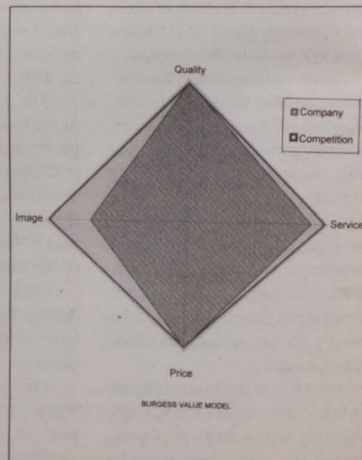 Quality
Company
Competition
Image
Service
Price
BURGESS VALUE MODEL